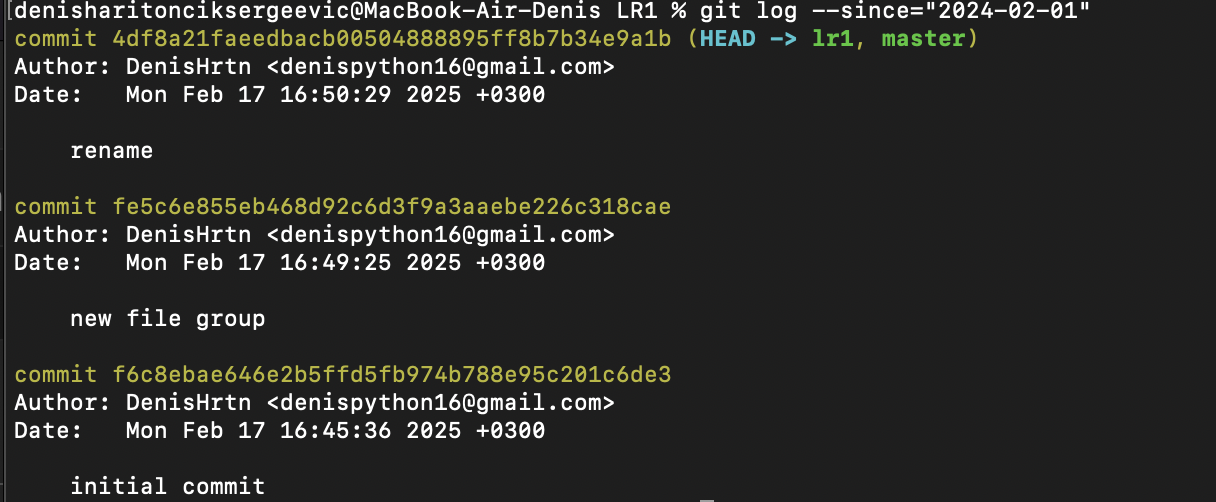 [denisharitonciksergeevic@MacBook-Air-Denis LR1 % git log --since="2024-02-01"
commit 4df8a21faeedbacb00504888895ff8b7b34e9a1b (HEAD -> lr1, master)
Author: DenisHrtn <denispython16@gmail.com>
Date:   Mon Feb 17 16:50:29 2025 +0300
    rename
commit fe5c6e855eb468d92c6d3f9a3aaebe226c318cae
Author: DenisHrtn <denispython16@gmail.com>
Date:   Mon Feb 17 16:49:25 2025 +0300
    new file group
commit f6c8ebae646e2b5ffd5fb974b788e95c201c6de3
Author: DenisHrtn <denispython16@gmail.com>
Date:   Mon Feb 17 16:45:36 2025 +0300
    initial commit